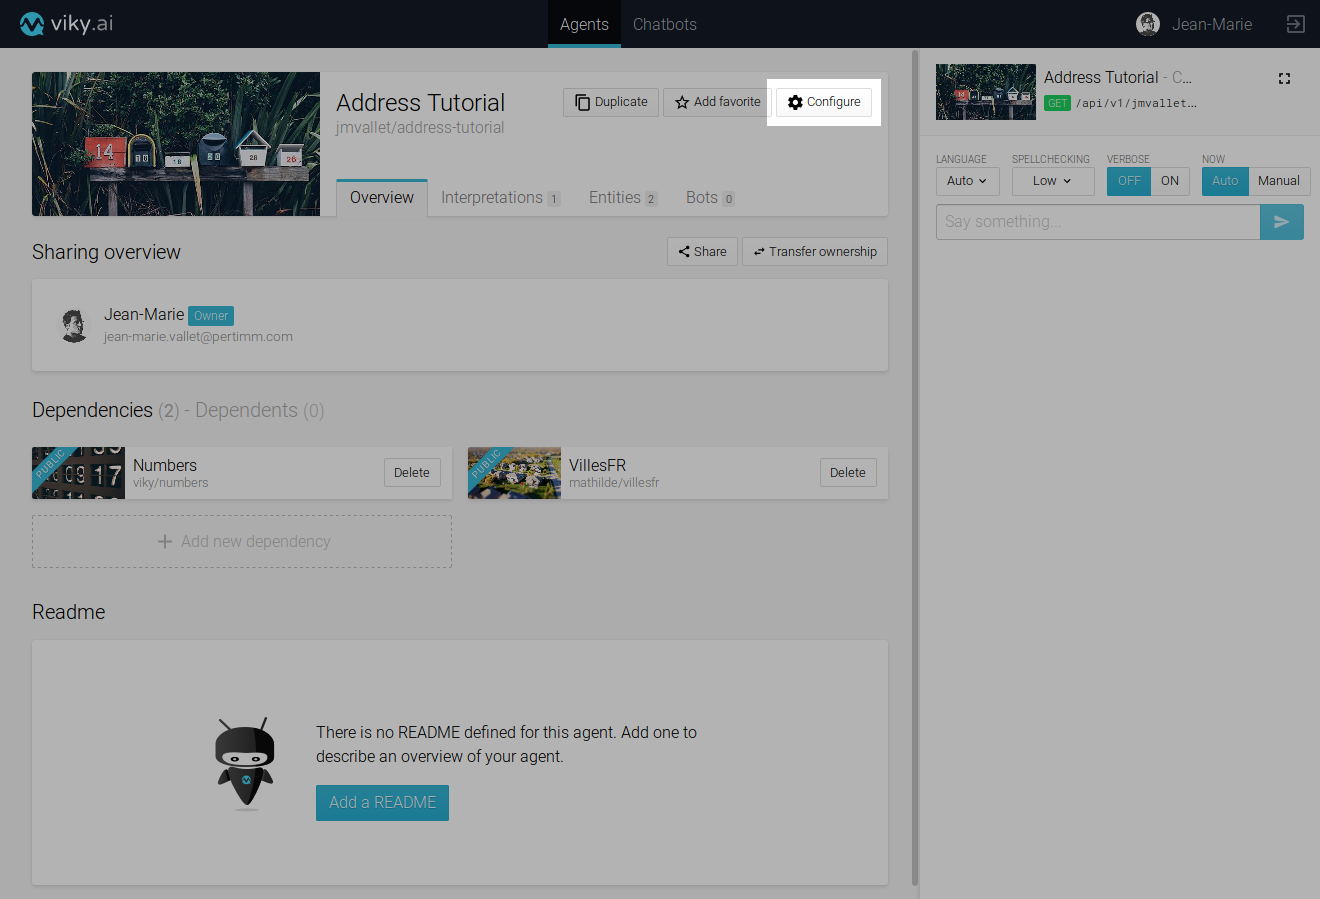 viky.ai
Agents
Chatbots
Jean-Marie
Address Tutorial
jmvallet/address-tutorial
Duplicate
Add favorite
Configure
Overview
Interpretations 1
Entities 2
Bots 0
Sharing overview
Share
Transfer ownership
Jean-Marie Owner
jean-marie.vallet@pertimm.com
Dependencies (2) - Dependents (0)
PUBLIC
Numbers
viky/numbers
Delete
PUBLIC
VillesFR
mathilde/villesfr
Delete
Add new dependency
Readme
There is no README defined for this agent. Add one to
describe an overview of your agent.
Add a README
Address Tutorial - C...
GET /api/v1/jmvallet...
LANGUAGE
SPELLCHECKING
VERBOSE
NOW
Auto
Low
OFF
ON
Auto
Manual
Say something...